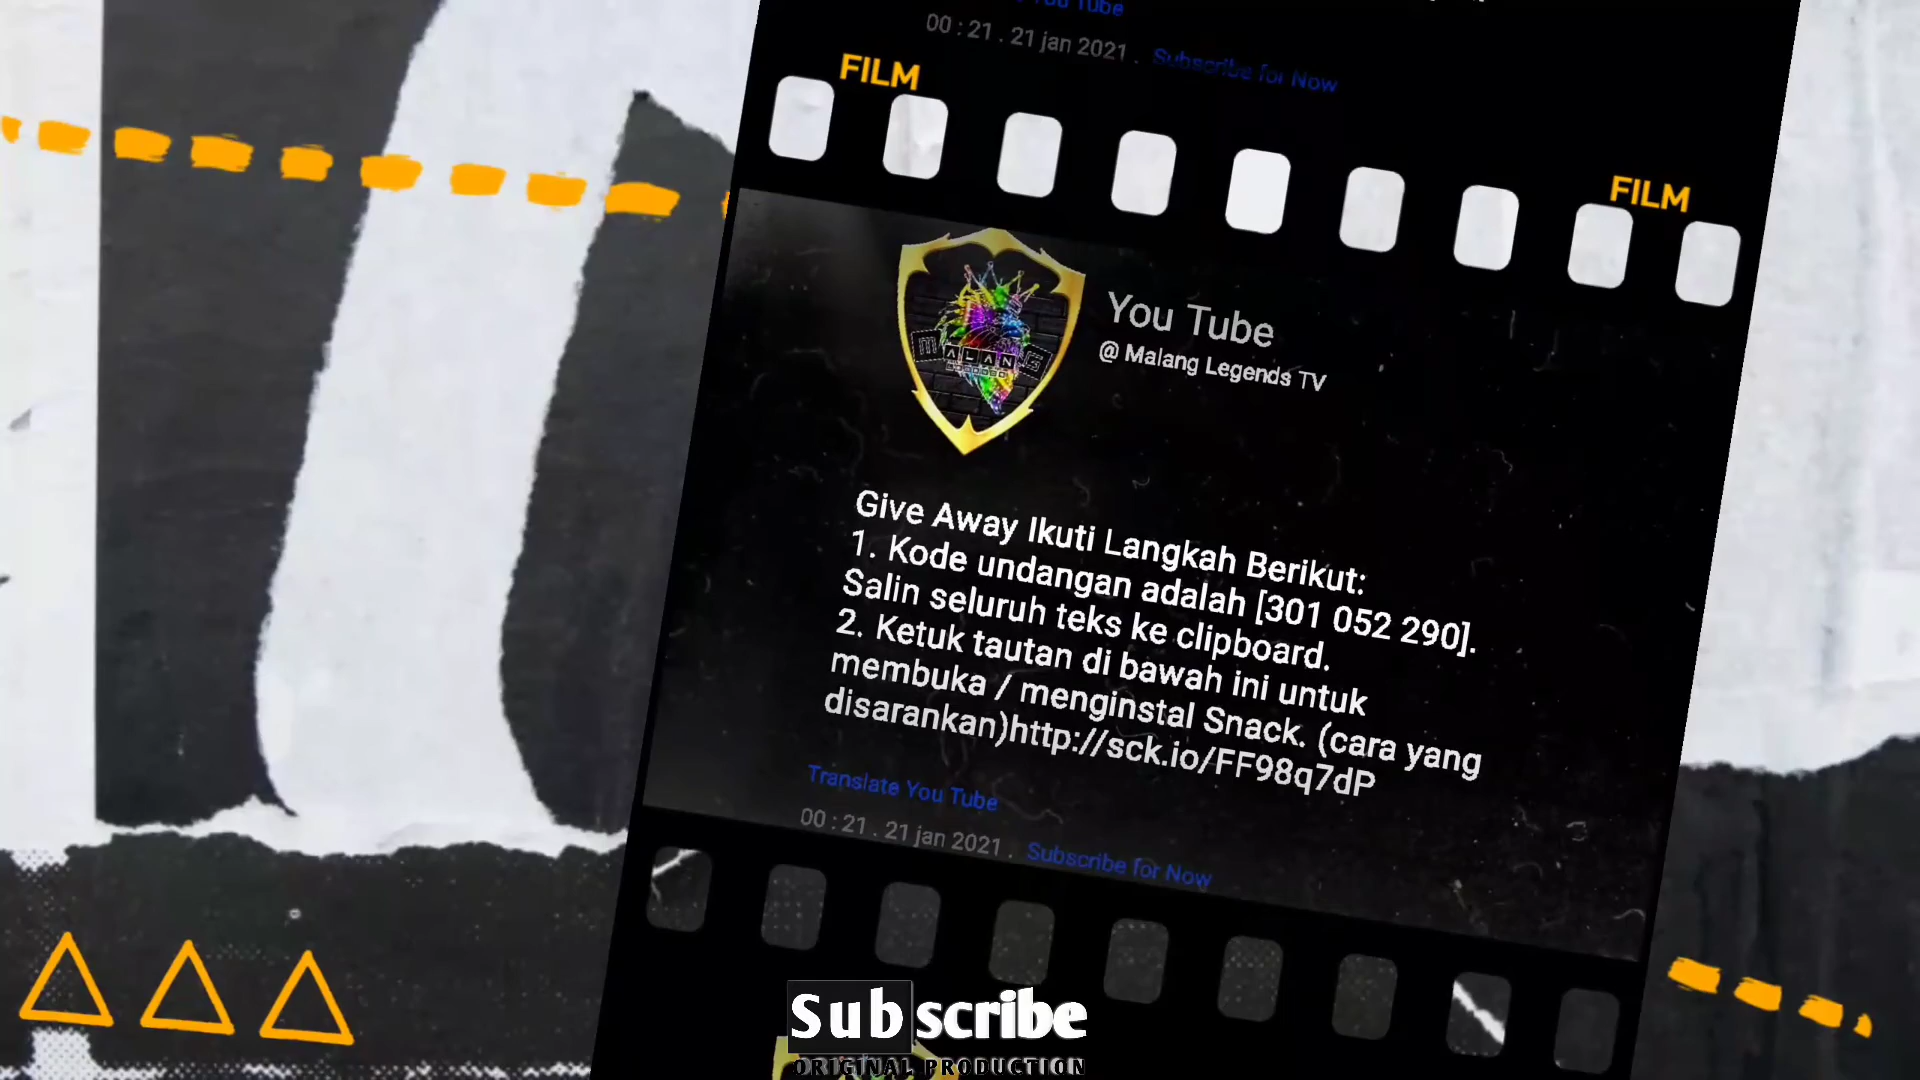 You Tube
00 : 21 . 21 jan 2021 . Subscribe for Now
FILM
FILM
You Tube
@ Malang Legends TV
MALANG
Give Away Ikuti Langkah Berikut:
1. Kode undangan adalah [301 052 290].
Salin seluruh teks ke clipboard.
2. Ketuk tautan di bawah ini untuk
membuka / menginstal Snack. (cara yang
disarankan)http://sck.io/FF98q7dP
Translate You Tube
00 : 21 . 21 jan 2021 . Subscribe for Now
Subscribe
ORIGINAL PRODUCTION